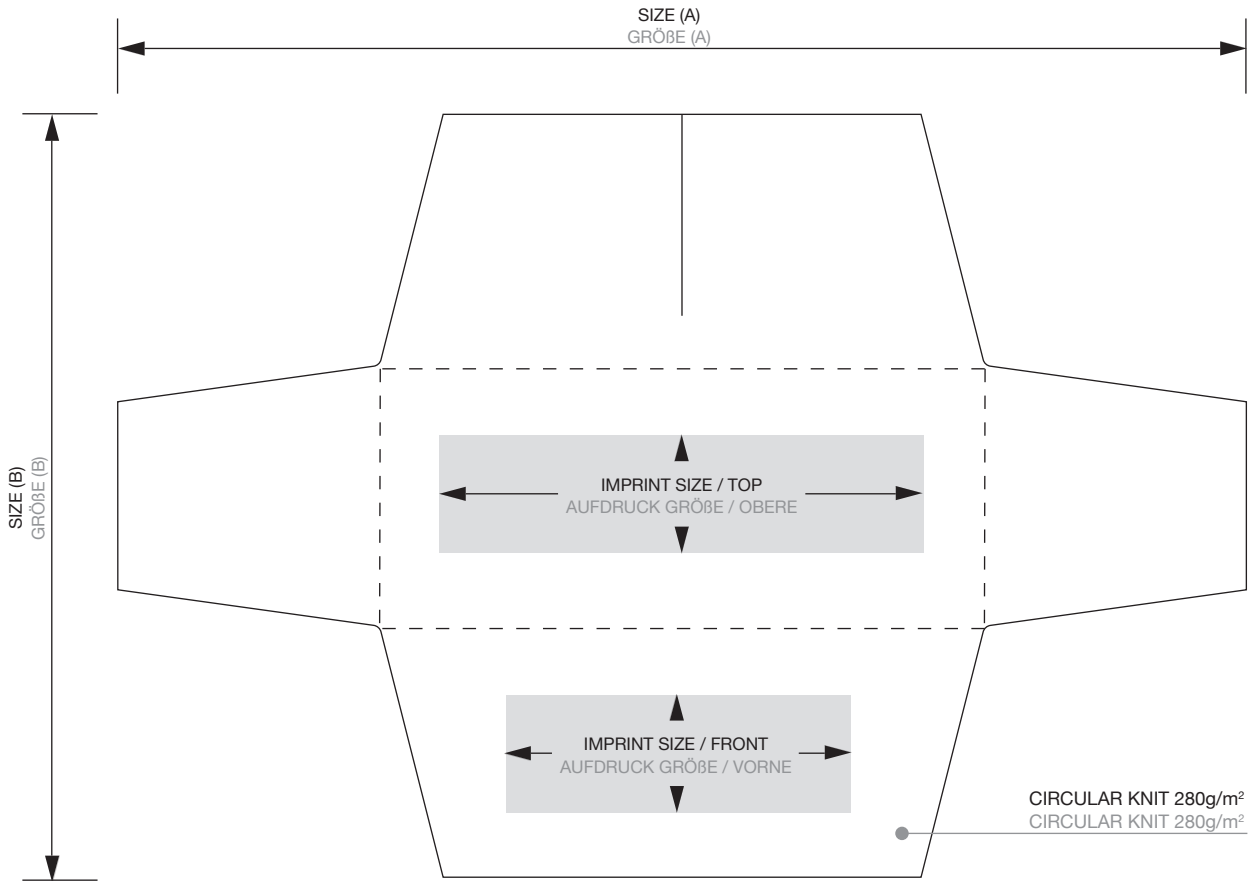 SIZE (A)
GRÖßE (A)
SIZE (B)
GRÖßE (B)
IMPRINT SIZE / TOP
AUFDRUCK GRÖßE / OBERE
IMPRINT SIZE / FRONT
AUFDRUCK GRÖßE / VORNE
CIRCULAR KNIT 280g/m²
CIRCULAR KNIT 280g/m²